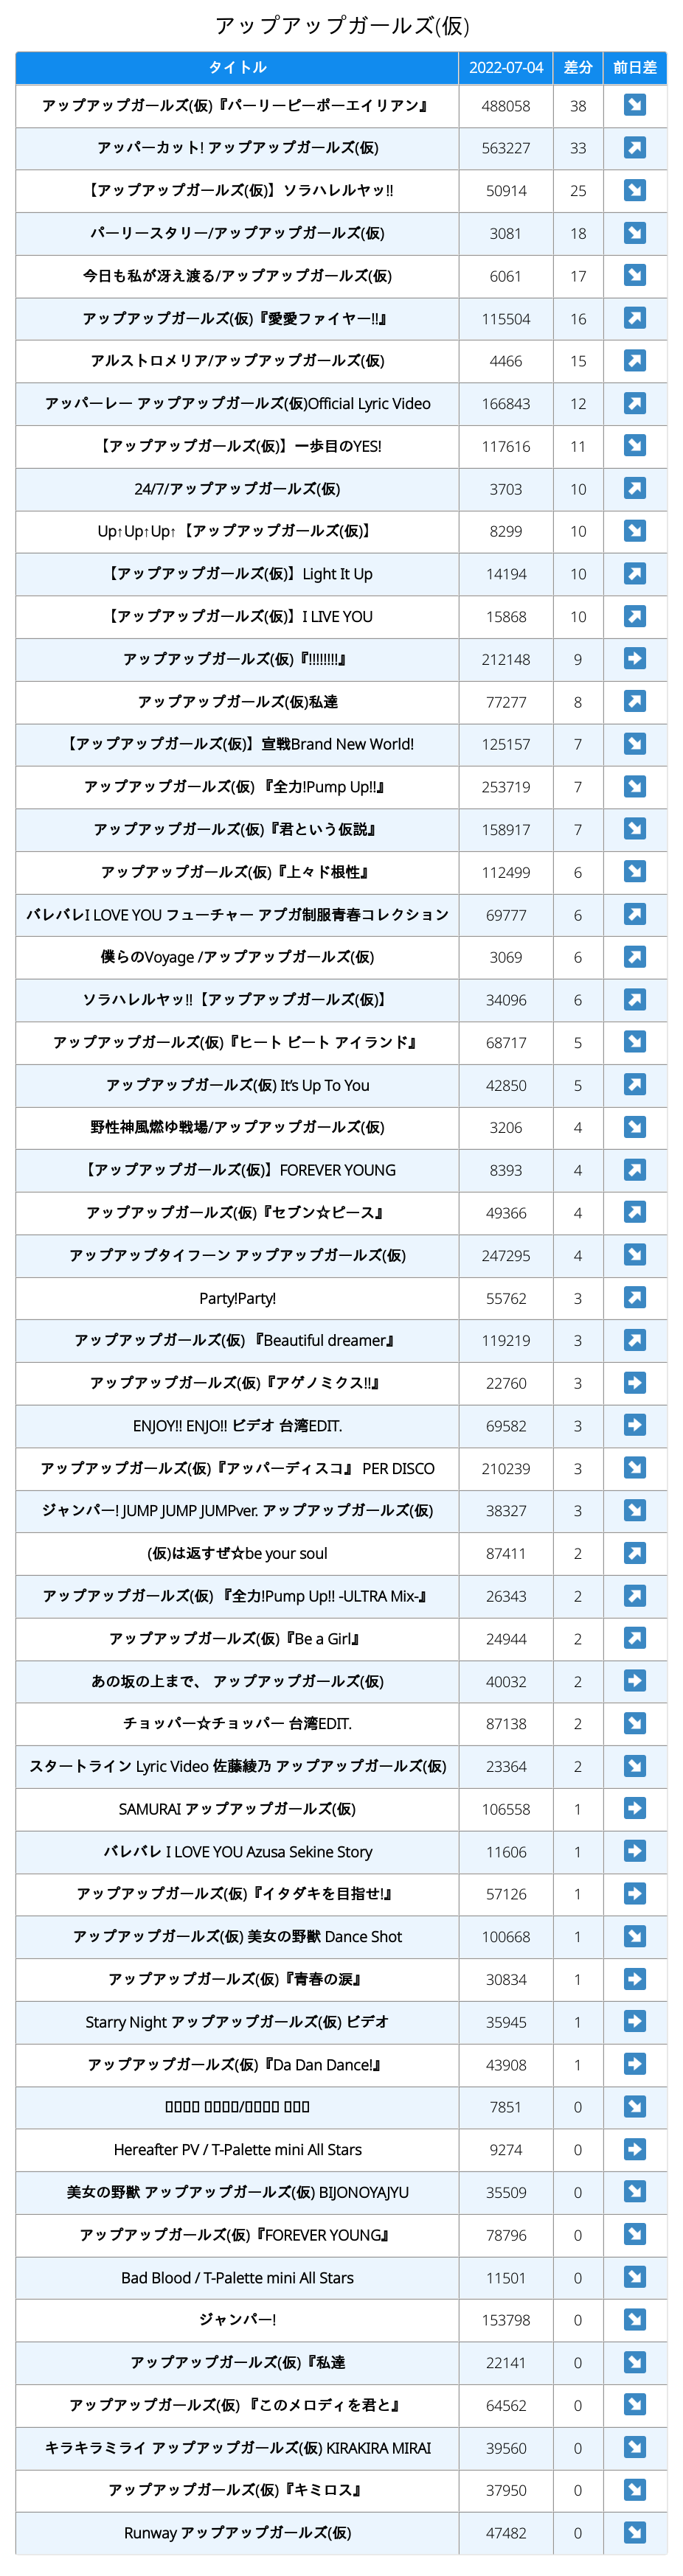 アップアップガールズ(仮)
タイトル 2022-07-04 差分 前日差
アップアップガールズ(仮)『パーリーピーポーエイリアン』 488058 38 ↘
アッパーカット! アップアップガールズ(仮) 563227 33 ↗
【アップアップガールズ(仮)】ソラハレルヤッ!! 50914 25 ↘
パーリースタリー/アップアップガールズ(仮) 3081 18 ↘
今日も私が冴え渡る/アップアップガールズ(仮) 6061 17 ↘
アップアップガールズ(仮)『愛愛ファイヤー!!』 115504 16 ↗
アルストロメリア/アップアップガールズ(仮) 4466 15 ↗
アッパーレー アップアップガールズ(仮)Official Lyric Video 166843 12 ↗
【アップアップガールズ(仮)】一歩目のYES! 117616 11 ↘
24/7/アップアップガールズ(仮) 3703 10 ↗
Up↑Up↑Up↑【アップアップガールズ(仮)】 8299 10 ↘
【アップアップガールズ(仮)】Light It Up 14194 10 ↗
【アップアップガールズ(仮)】I LIVE YOU 15868 10 ↗
アップアップガールズ(仮)『!!!!!!!!』 212148 9 ➡
アップアップガールズ(仮)私達 77277 8 ↗
【アップアップガールズ(仮)】宣戦Brand New World! 125157 7 ↘
アップアップガールズ(仮) 『全力!Pump Up!!』 253719 7 ↘
アップアップガールズ(仮)『君という仮説』 158917 7 ↘
アップアップガールズ(仮)『上々ド根性』 112499 6 ↘
バレバレI LOVE YOU フューチャー アプガ制服青春コレクション 69777 6 ↗
僕らのVoyage /アップアップガールズ(仮) 3069 6 ↗
ソラハレルヤッ!!【アップアップガールズ(仮)】 34096 6 ↗
アップアップガールズ(仮)『ヒート ビート アイランド』 68717 5 ↘
アップアップガールズ(仮) It's Up To You 42850 5 ↗
野性神風燃ゆ戦場/アップアップガールズ(仮) 3206 4 ↘
【アップアップガールズ(仮)】FOREVER YOUNG 8393 4 ↗
アップアップガールズ(仮)『セブン☆ピース』 49366 4 ↗
アップアップタイフーン アップアップガールズ(仮) 247295 4 ↘
Party!Party! 55762 3 ↗
アップアップガールズ(仮) 『Beautiful dreamer』 119219 3 ↗
アップアップガールズ(仮)『アゲノミクス!!』 22760 3 ➡
ENJOY!! ENJO!! ビデオ 台湾EDIT. 69582 3 ➡
アップアップガールズ(仮)『アッパーディスコ』 PER DISCO 210239 3 ↘
ジャンパー! JUMP JUMP JUMPver. アップアップガールズ(仮) 38327 3 ↘
(仮)は返すぜ☆be your soul 87411 2 ↗
アップアップガールズ(仮) 『全力!Pump Up!! -ULTRA Mix-』 26343 2 ↗
アップアップガールズ(仮)『Be a Girl』 24944 2 ↗
あの坂の上まで、 アップアップガールズ(仮) 40032 2 ➡
チョッパー☆チョッパー 台湾EDIT. 87138 2 ↘
スタートライン Lyric Video 佐藤綾乃 アップアップガールズ(仮) 23364 2 ↘
SAMURAI アップアップガールズ(仮) 106558 1 ➡
バレバレ I LOVE YOU Azusa Sekine Story 11606 1 ➡
アップアップガールズ(仮)『イタダキを目指せ!』 57126 1 ➡
アップアップガールズ(仮) 美女の野獣 Dance Shot 100668 1 ↘
アップアップガールズ(仮)『青春の涙』 30834 1 ➡
Starry Night アップアップガールズ(仮) ビデオ 35945 1 ➡
アップアップガールズ(仮)『Da Dan Dance!』 43908 1 ➡
▯▯▯▯ ▯▯▯▯/▯▯▯▯ ▯▯▯ 7851 0 ↘
Hereafter PV / T-Palette mini All Stars 9274 0 ➡
美女の野獣 アップアップガールズ(仮) BIJONOYAJYU 35509 0 ↘
アップアップガールズ(仮)『FOREVER YOUNG』 78796 0 ↘
Bad Blood / T-Palette mini All Stars 11501 0 ↘
ジャンパー! 153798 0 ↘
アップアップガールズ(仮)『私達 22141 0 ↘
アップアップガールズ(仮) 『このメロディを君と』 64562 0 ↘
キラキラミライ アップアップガールズ(仮) KIRAKIRA MIRAI 39560 0 ↘
アップアップガールズ(仮)『キミロス』 37950 0 ↘
Runway アップアップガールズ(仮) 47482 0 ↘